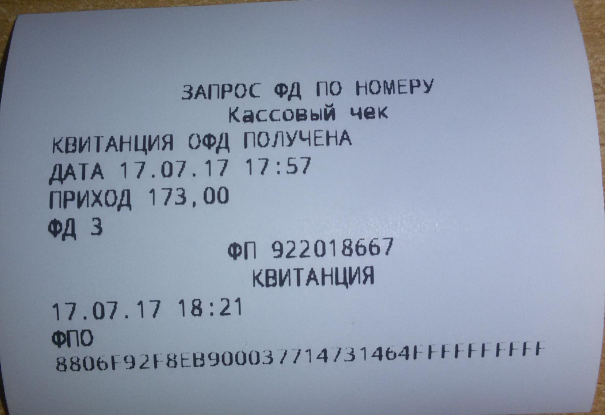 ЗАПРОС ФД ПО НОМЕРУ
Кассовый чек
КВИТАНЦИЯ ОФД ПОЛУЧЕНА
ДАТА 17.07.17 17:57
ПРИХОД 173,00
ФД 3
ФП 922018667
КВИТАНЦИЯ
17.07.17 18:21
ФПО
8806F92F8EB900037714731464FFFFFFFFFF